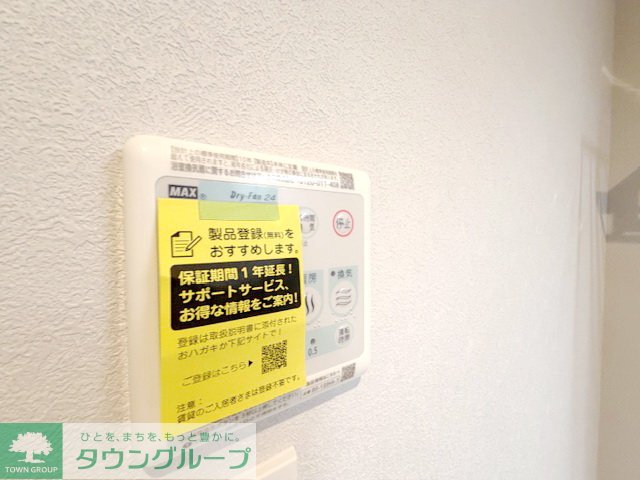 MAX
Dry-Fan 24
停止
換気
0.5
製品登録(無料)を
おすすめします。
保証期間1年延長!
サポートサービス、
お得な情報をご案内!
登録は取扱説明書に添付された
おハガキか下記サイトで!
ご登録はこちら
注意:
賃貸のご入居者さまは登録不要です。
ひとを、まちを、もっと豊かに。
TOWN GROUP
タウングループ